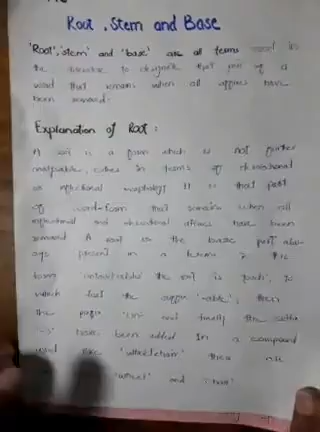 Root, Stem and Base
'Root' 'stem' and 'base' are all terms used in
the literature to designate that part of a
word that remains when all affixes have
been removed.
Explanation of Root:
A root is a form which is not further
analysable, either in terms of derivational
or inflectional morphology. It is that part
of word-form that remains when all
inflectional and derivational affixes have been
removed. A root is the basic part alw-
ays present in a lexeme. In the
form 'untouchables' the root is 'touch', to
which first the suffix '-able', then
the prefix 'un-' and finally the suffix
'-s' have been added. In a compound
word like 'wheelchair' there are
'wheel' and 'chair'